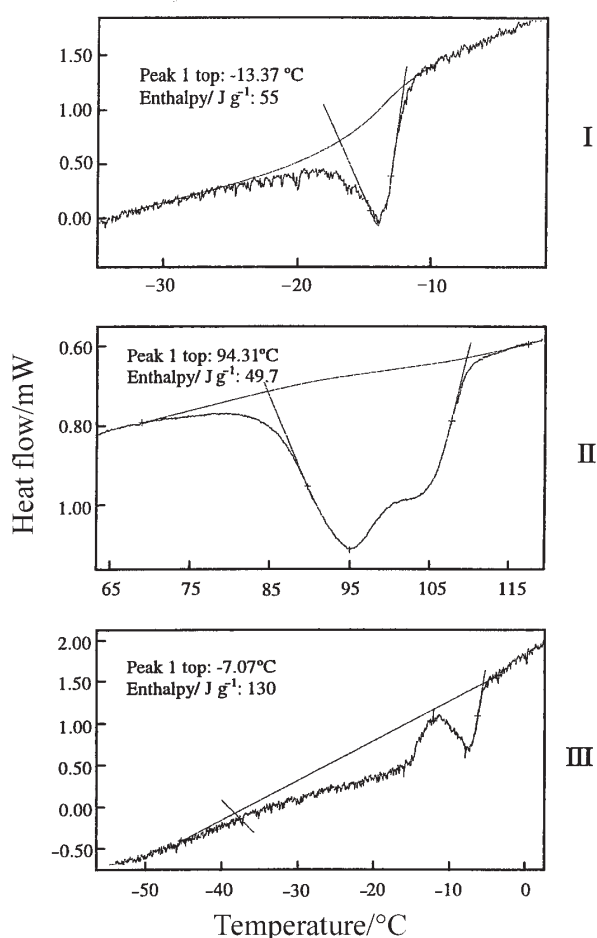 1.50
1.00
0.50
0.00
Peak 1 top: -13.37 °C
Enthalpy/ J g⁻¹: 55
I
−30 −20 −10
0.60
0.80
1.00
Peak 1 top: 94.31°C
Enthalpy/ J g⁻¹: 49.7
II
65 75 85 95 105 115
Heat flow/mW
2.00
1.50
1.00
0.50
0.00
-0.50
Peak 1 top: -7.07°C
Enthalpy/ J g⁻¹: 130
III
−50 −40 −30 −20 −10 0
Temperature/°C